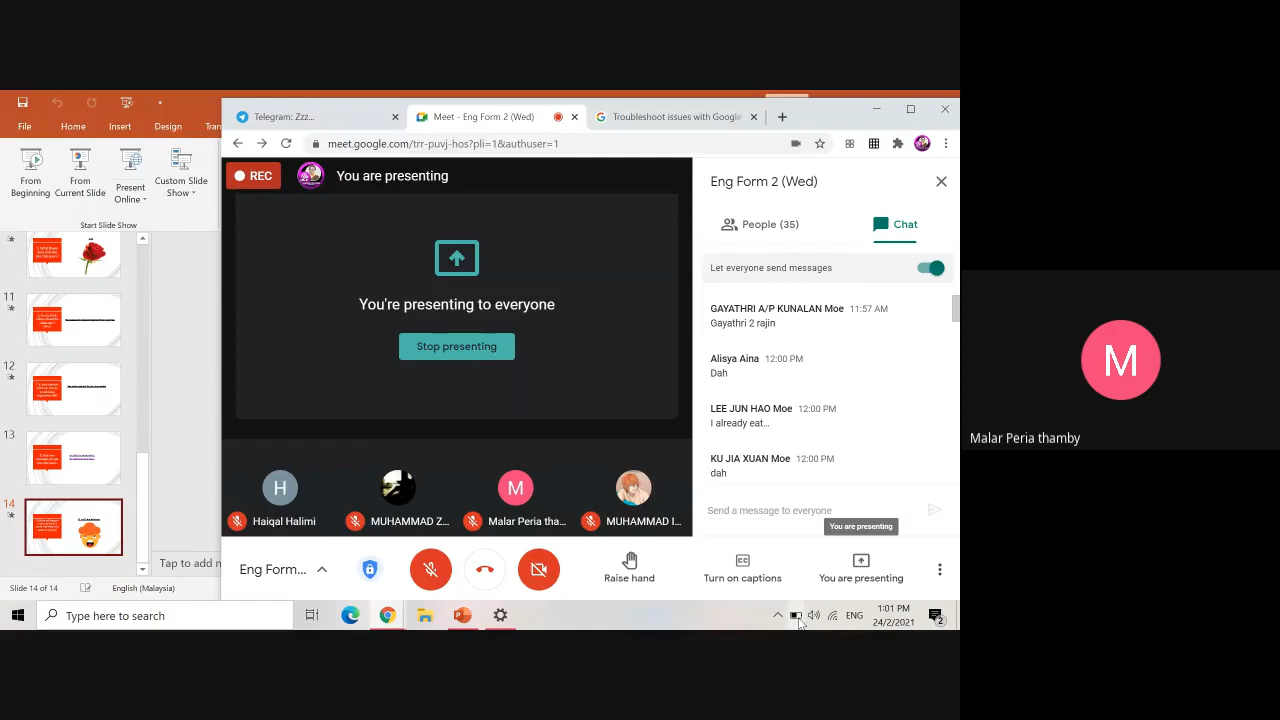 File Home Insert Design Tran
From Beginning
From Current Slide
Present Online
Custom Slide Show
Start Slide Show
11
12
13
14
Tap to add n
Slide 14 of 14
English (Malaysia)
Telegram: Zzz...
Meet - Eng Form 2 (Wed)
Troubleshoot issues with Google
meet.google.com/trr-puvj-hos?pli=1&authuser=1
REC
You are presenting
You're presenting to everyone
Stop presenting
H
M
Haiqal Halimi
MUHAMMAD Z...
Malar Peria tha...
MUHAMMAD I...
Eng Form 2 (Wed)
People (35)
Chat
Let everyone send messages
GAYATHRI A/P KUNALAN Moe 11:57 AM
Gayathri 2 rajin
Alisya Aina 12:00 PM
Dah
LEE JUN HAO Moe 12:00 PM
I already eat...
KU JIA XUAN Moe 12:00 PM
dah
Send a message to everyone
You are presenting
Eng Form...
Raise hand
CC
Turn on captions
You are presenting
Type here to search
ENG
1:01 PM
24/2/2021
2
M
Malar Peria thamby